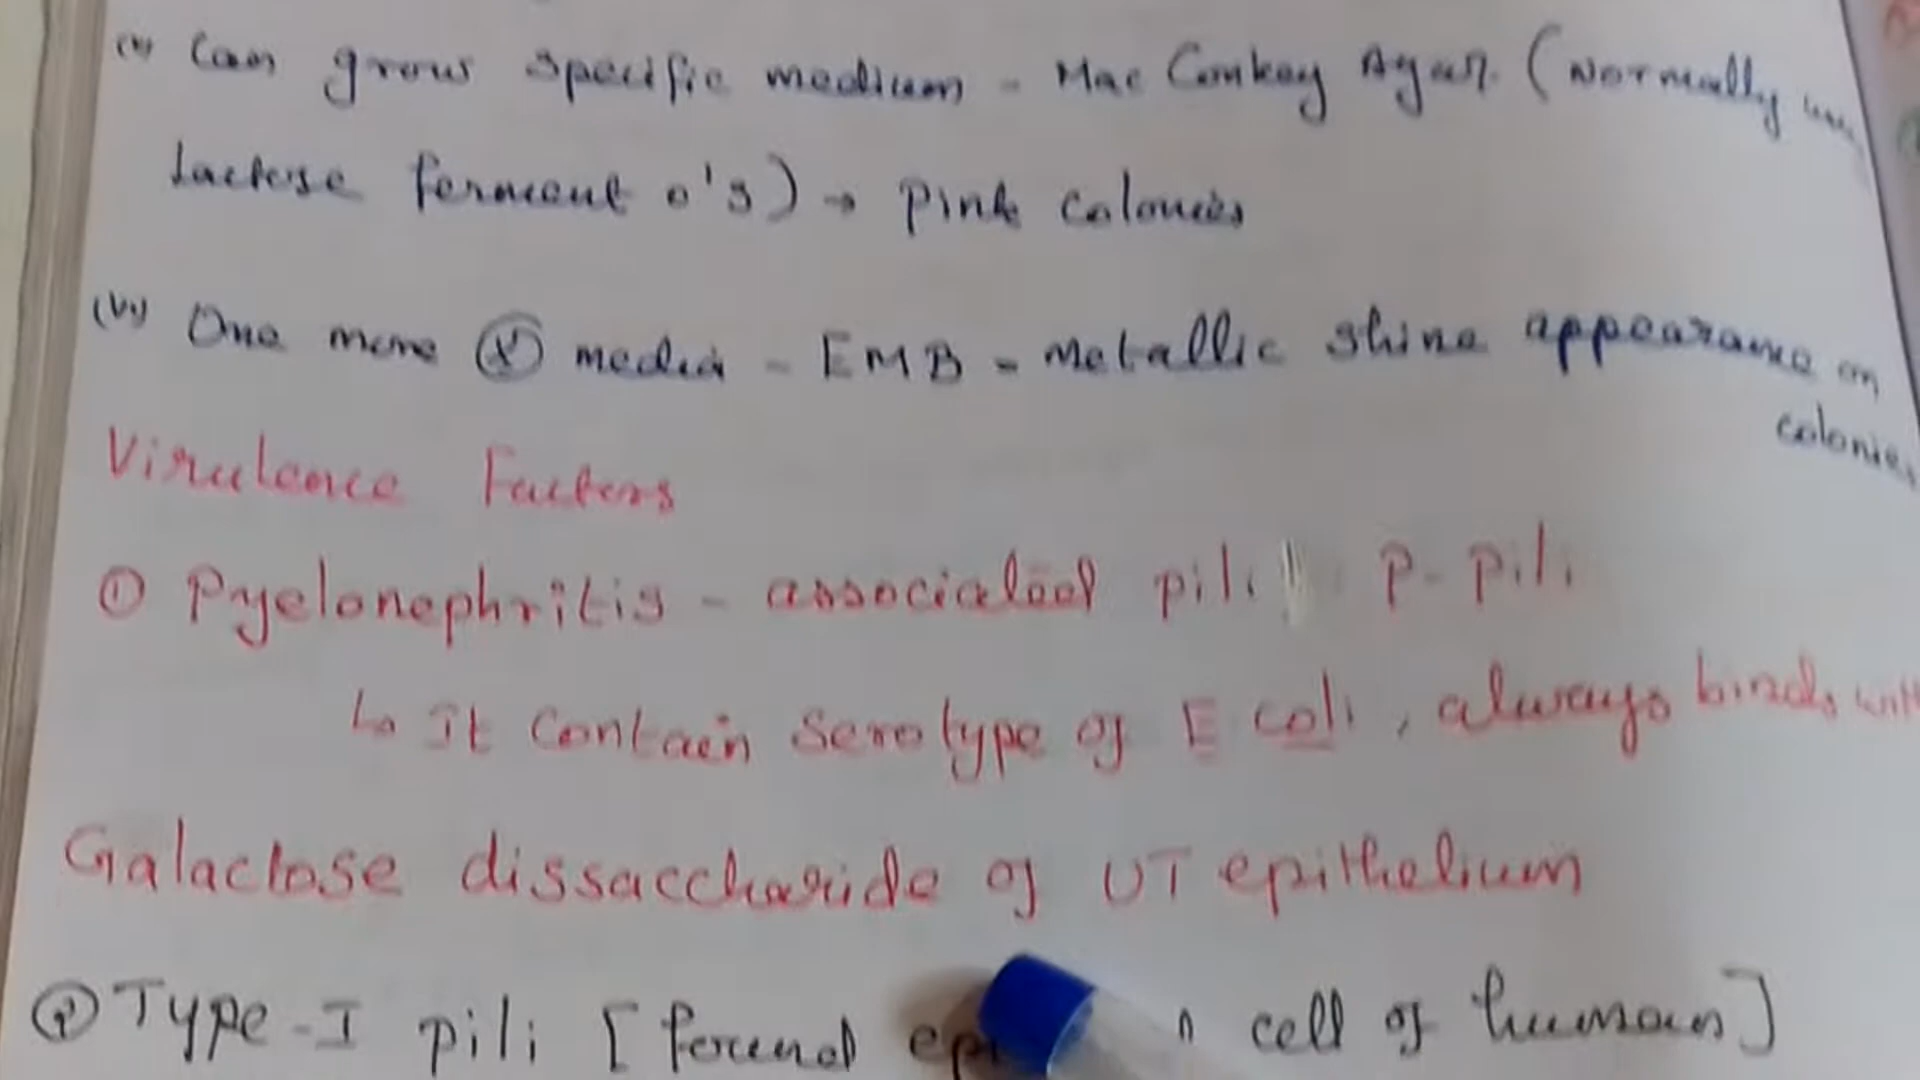 (v) Can grow specific medium - Mac Conkey Agar. (Normally
lactose ferment o's) → Pink colonies
(vi) One more media - EMB - Metallic shine appearance on
colonies
Virulence Factors
① Pyelonephritis - associated pili P-pili
↳ It contain serotype of E coli, always binds with
Galactose dissaccharide of UT epithelium
② Type-I pili [found cell of human]